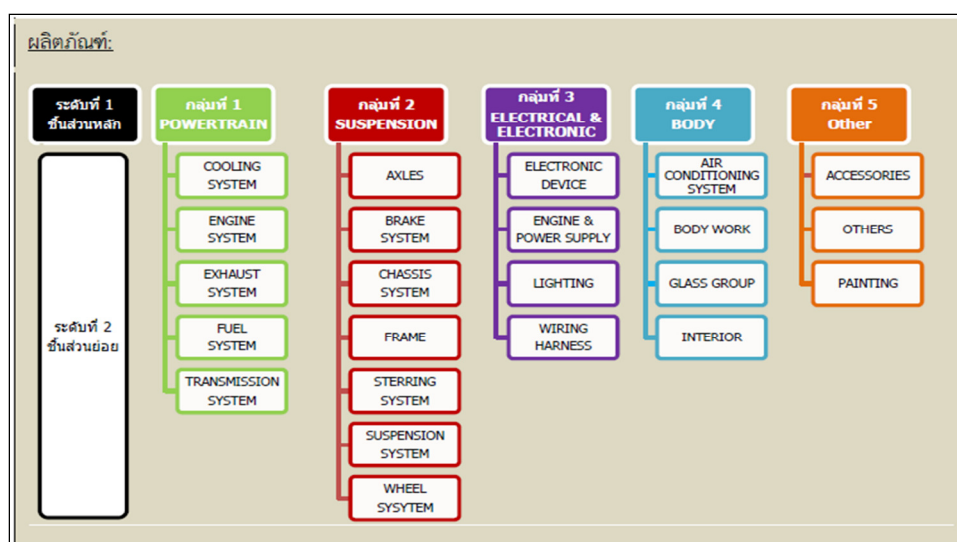 ผลิตภัณฑ์:
ระดับที่ 1
ชิ้นส่วนหลัก
กลุ่มที่ 1
POWERTRAIN
กลุ่มที่ 2
SUSPENSION
กลุ่มที่ 3
ELECTRICAL &
ELECTRONIC
กลุ่มที่ 4
BODY
กลุ่มที่ 5
Other
ระดับที่ 2
ชิ้นส่วนย่อย
COOLING
SYSTEM
ENGINE
SYSTEM
EXHAUST
SYSTEM
FUEL
SYSTEM
TRANSMISSION
SYSTEM
AXLES
BRAKE
SYSTEM
CHASSIS
SYSTEM
FRAME
STERRING
SYSTEM
SUSPENSION
SYSTEM
WHEEL
SYSYTEM
ELECTRONIC
DEVICE
ENGINE &
POWER SUPPLY
LIGHTING
WIRING
HARNESS
AIR
CONDITIONING
SYSTEM
BODY WORK
GLASS GROUP
INTERIOR
ACCESSORIES
OTHERS
PAINTING